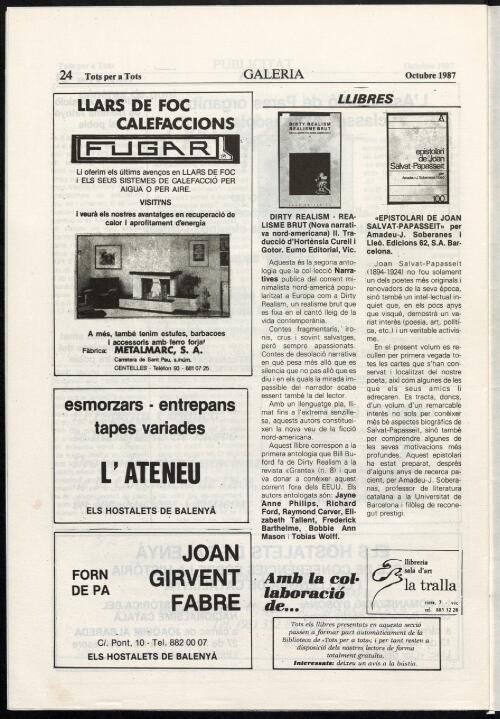 24 Tots per a Tots
GALERIA
Octubre 1987
LLARS DE FOC
CALEFACCIONS
FUGAR
Li oferim els últims avenços en LLARS DE FOC
i ELS SEUS SISTEMES DE CALEFACCIÓ PER
AIGUA O PER AIRE.
VISITI'NS
i veurà els nostres avantatges en recuperació de
calor i aprofitament d'energia
A més, també tenim estufes, barbacoes
i accessoris amb ferro forjat
Fàbrica: METALMARC, S. A.
Carretera de Sant Pau, s.núm.
CENTELLES - Telèfon 93 - 881 07 25
esmorzars - entrepans
tapes variades
L'ATENEU
ELS HOSTALETS DE BALENYÀ
FORN
DE PA
JOAN
GIRVENT
FABRE
C/. Pont, 10 - Tel. 882 00 07
ELS HOSTALETS DE BALENYÀ
LLIBRES
DIRTY REALISM
REALISME BRUT
DIRTY REALISM - REA-
LISME BRUT (Nova narrati-
va nord-americana) II. Tra-
ducció d'Hortènsia Curell i
Gotor. Eumo Editorial, Vic.
Aquesta és la segona anto-
logia que la col·lecció Narra-
tives publica del corrent mi-
nimalista nord-americà popu-
laritzat a Europa com a Dirty
Realism, un realisme brut que
es fixa en el cantó lleig de la
vida contemporània.
Contes fragmentaris, irò-
nis, crus i sovint salvatges,
però sempre apassionants.
Contes de desolació narrativa
en què pesa més allò que es
silencia que no pas allò que es
diu i en els quals la mirada im-
passible del narrador acaba
essent també la del lector.
Amb un llenguatge pla, lli-
mat fins a l'extrema senzille-
sa, aquests autors constituei-
xen la nova veu de la ficció
nord-americana.
Aquest llibre correspon a la
primera antologia que Bill Bu-
ford fa de Dirty Realism a la
revista «Granta» (n. 8) i que
va donar a conèixer aquest
corrent fora dels EEUU. Els
autors antologats són: Jayne
Anne Philips, Richard
Ford, Raymond Carver, Eli-
zabeth Tallent, Frederick
Barthelme, Bobbie Ann
Mason i Tobias Wolff.
A
epistolari
de Joan
Salvat-Papasseit
per
Amadeu-J. Soberanes i Lleó
100
«EPISTOLARI DE JOAN
SALVAT-PAPASSEIT» per
Amadeu-J. Soberanes i
Lleó. Edicions 62, S.A. Bar-
celona.
Joan Salvat-Papasseit
(1894-1924) no fou solament
un dels poetes més originals i
renovadors de la seva època,
sinó també un intel·lectual in-
quiet que, en els pocs anys
que visqué, demostrà un va-
riat interès (poesia, art, políti-
ca, etc.) i un veritable activis-
me.
En el present volum es re-
cullen per primera vegada to-
tes les cartes que s'han con-
servat i localitzat del nostre
poeta, així com algunes de les
que els seus amics li
adreçaren. Es tracta, doncs,
d'un volum d'un remarcable
interès no sols per conèixer
més bé aspectes biogràfics de
Salvat-Papasseit, sinó també
per comprendre algunes de
les seves motivacions més
profundes. Aquest epistolari
ha estat preparat, després
d'alguns anys de recerca pa-
cient, per Amadeu-J. Sobera-
nas, professor de literatura
catalana a la Universitat de
Barcelona i filòleg de recone-
gut prestigi.
Amb la col-
laboració
de...
llibreria
sala d'art
la tralla
riera, 7 - vic
tel. 885 12 28
Tots els llibres presentats en aquesta secció
passen a formar part automàticament de la
Biblioteca de «Tots per a tots»; i per tant resten a
disposició dels nostres lectors de forma
totalment gratuïta.
Interessats: deixeu un avís a la bústia.